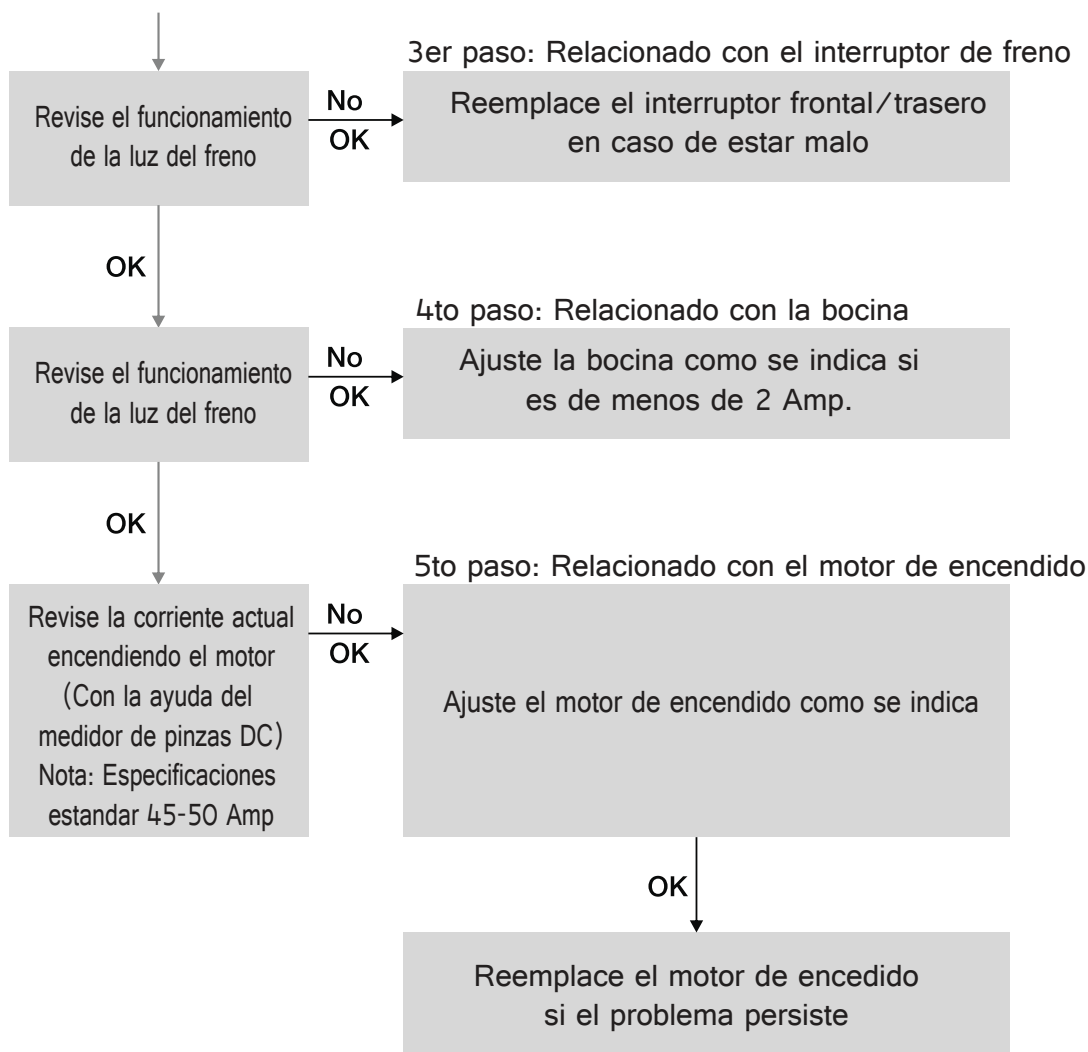 3er paso: Relacionado con el interruptor de freno
Revise el funcionamiento
de la luz del freno
No
OK
Reemplace el interruptor frontal/trasero
en caso de estar malo
OK
4to paso: Relacionado con la bocina
Revise el funcionamiento
de la luz del freno
No
OK
Ajuste la bocina como se indica si
es de menos de 2 Amp.
OK
5to paso: Relacionado con el motor de encendido
Revise la corriente actual
encendiendo el motor
(Con la ayuda del
medidor de pinzas DC)
Nota: Especificaciones
estandar 45-50 Amp
No
OK
Ajuste el motor de encendido como se indica
OK
Reemplace el motor de encedido
si el problema persiste